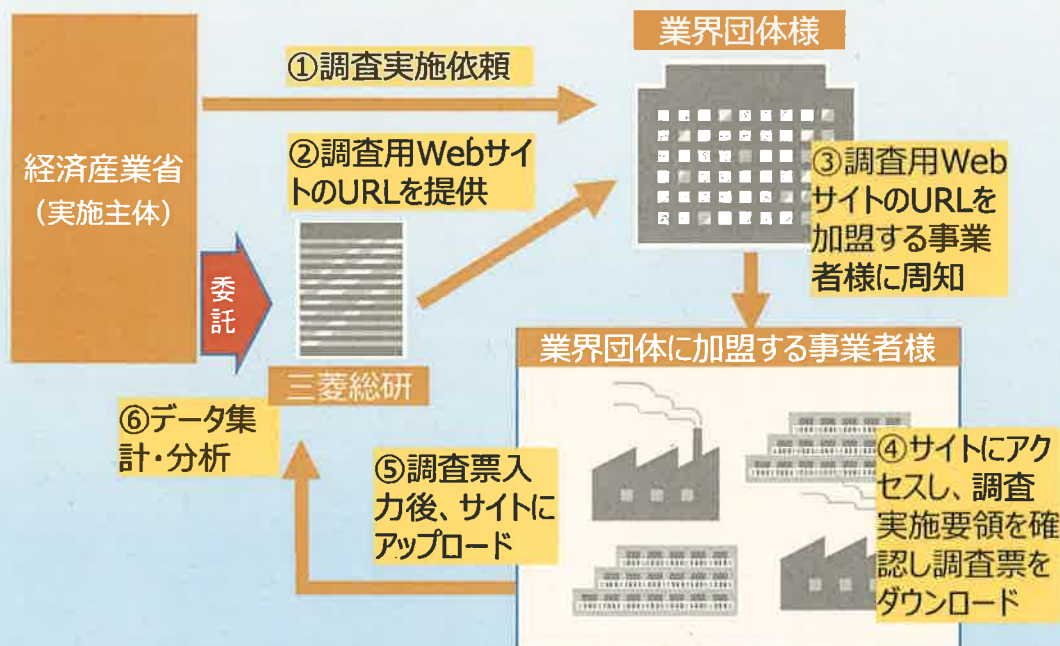 経済産業省
(実施主体)
委
託
①調査実施依頼
②調査用Webサイ
トのURLを提供
三菱総研
業界団体様
③調査用Web
サイトのURLを
加盟する事業
者様に周知
業界団体に加盟する事業者様
④サイトにアク
セスし、調査
実施要領を確
認し調査票を
ダウンロード
⑤調査票入
力後、サイトに
アップロード
⑥データ集
計・分析